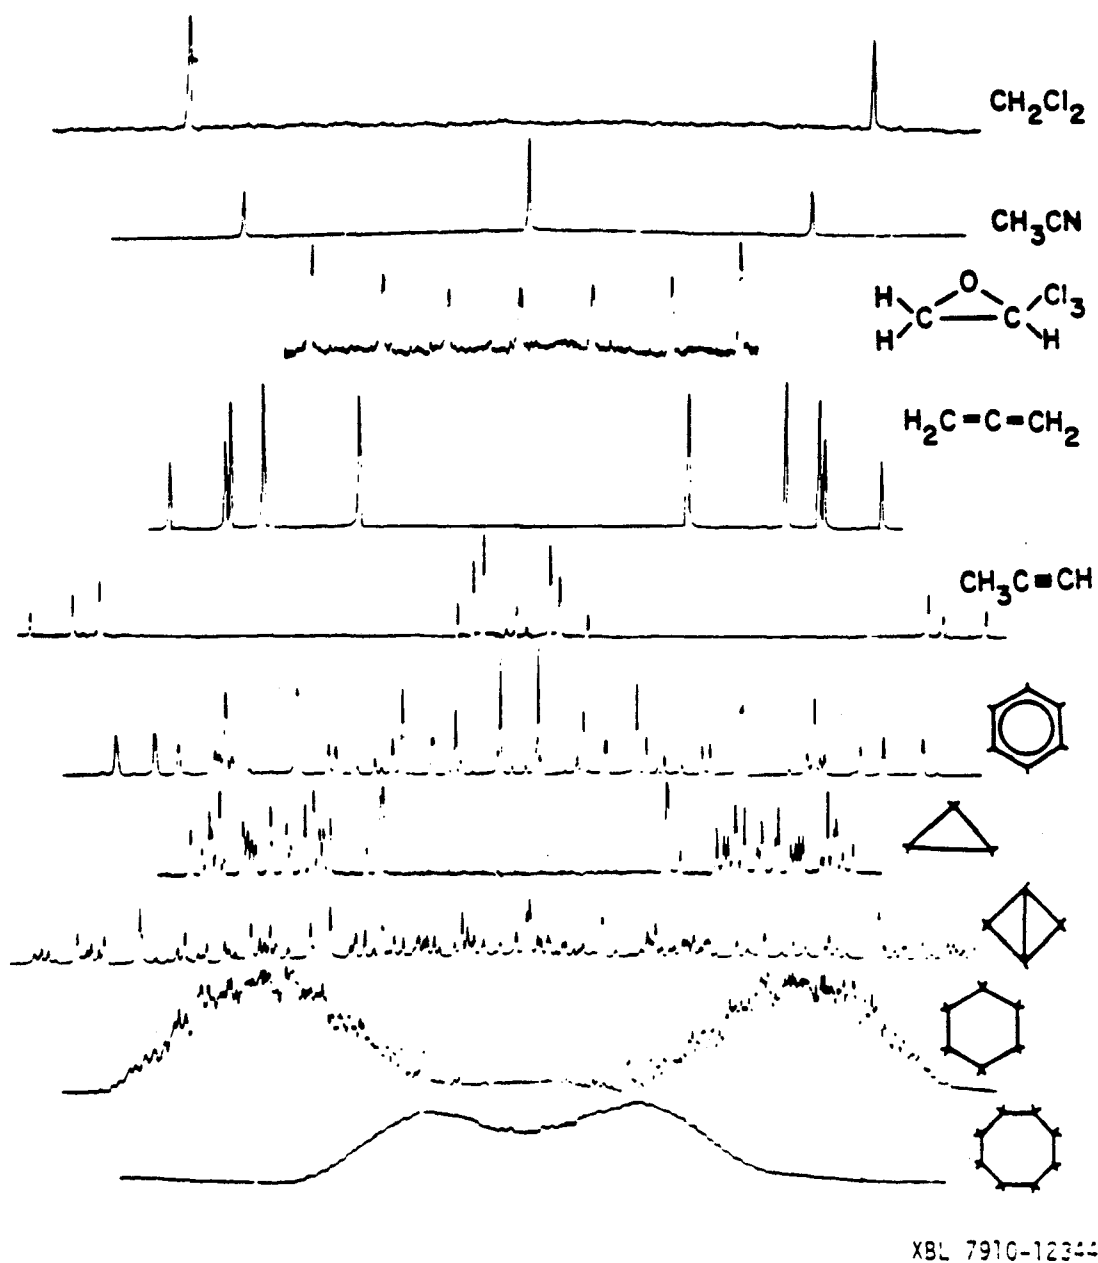 CH2Cl2
CH3CN
O
H Cl3
C C
H H
H2C=C=CH2
CH3C≡CH
XBL 7910-12344